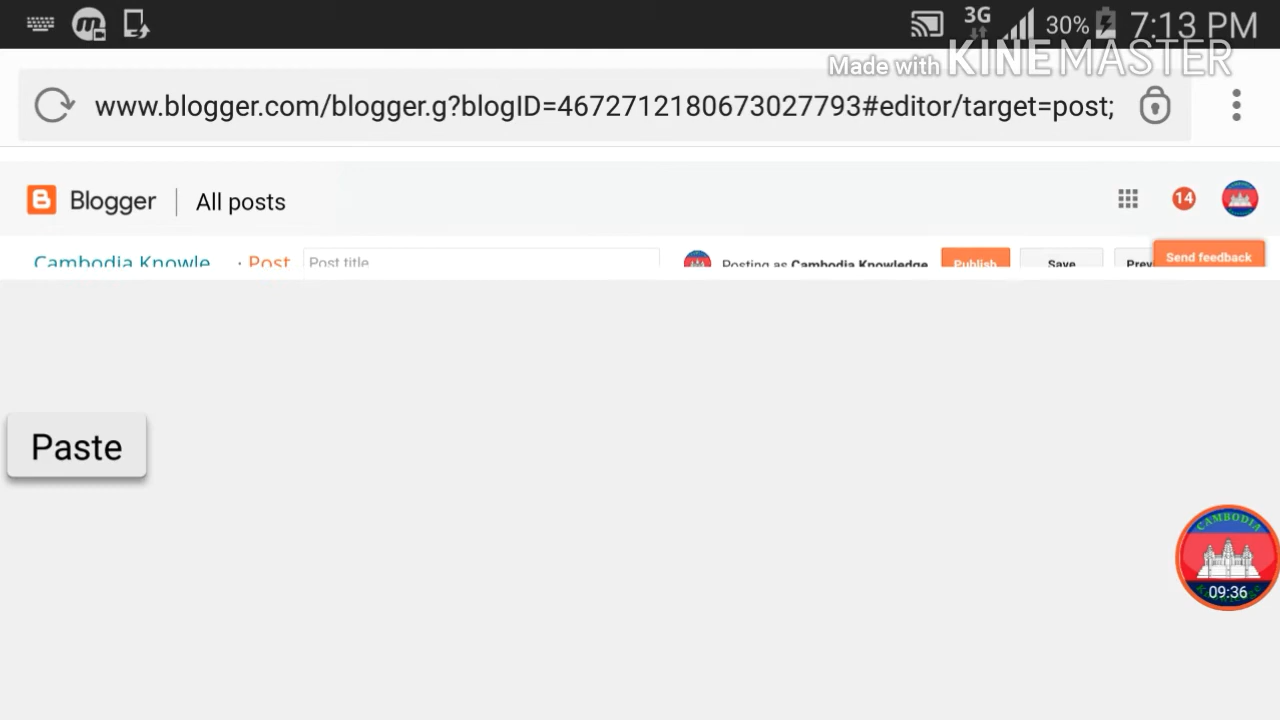 3G 30% 7:13 PM
Made with KINEMASTER
www.blogger.com/blogger.g?blogID=4672712180673027793#editor/target=post;
Blogger All posts 14
Cambodia Knowle · Post Post title Posting as Cambodia Knowledge Publish Save Prev Send feedback
Paste
CAMBODIA
09:36